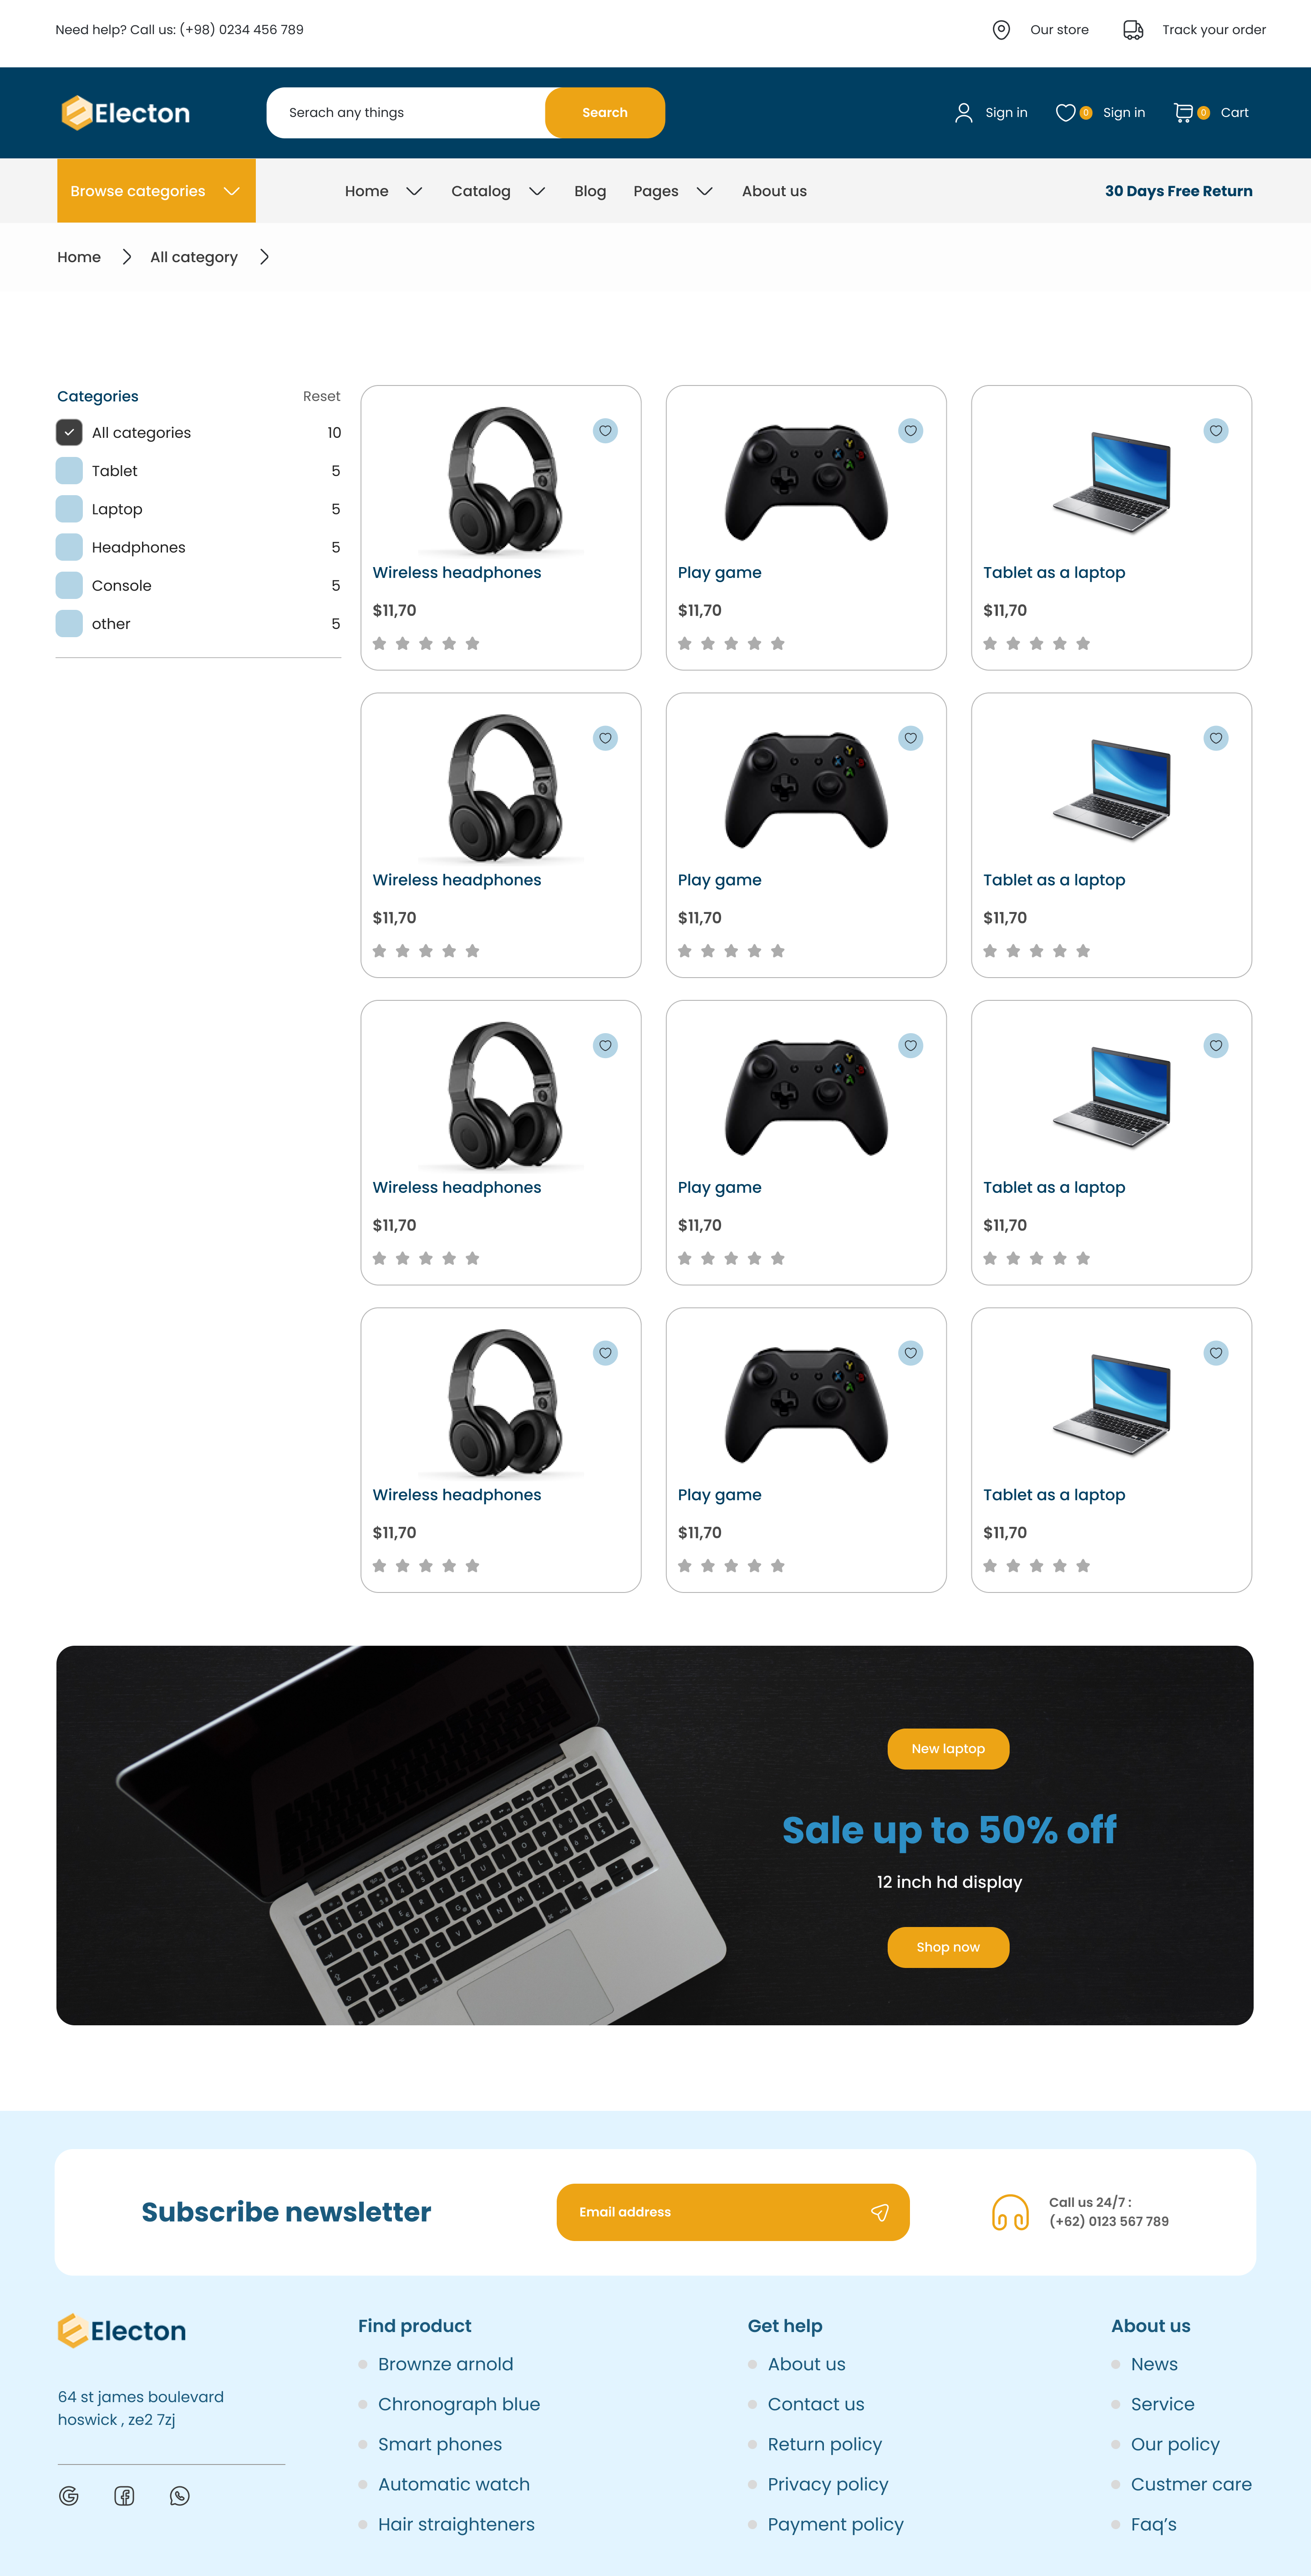 Need help? Call us: (+98) 0234 456 789
Our store
Track your order
Electon
Serach any things
Search
Sign in
0
Sign in
0
Cart
Browse categories
Home
Catalog
Blog
Pages
About us
30 Days Free Return
Home
All category
Categories
Reset
All categories
10
Tablet
5
Laptop
5
Headphones
5
Console
5
other
5
Wireless headphones
$11,70
Play game
$11,70
Tablet as a laptop
$11,70
Wireless headphones
$11,70
Play game
$11,70
Tablet as a laptop
$11,70
Wireless headphones
$11,70
Play game
$11,70
Tablet as a laptop
$11,70
Wireless headphones
$11,70
Play game
$11,70
Tablet as a laptop
$11,70
New laptop
Sale up to 50% off
12 inch hd display
Shop now
Subscribe newsletter
Email address
Call us 24/7 :
(+62) 0123 567 789
Electon
64 st james boulevard
hoswick , ze2 7zj
Find product
Brownze arnold
Chronograph blue
Smart phones
Automatic watch
Hair straighteners
Get help
About us
Contact us
Return policy
Privacy policy
Payment policy
About us
News
Service
Our policy
Custmer care
Faq’s